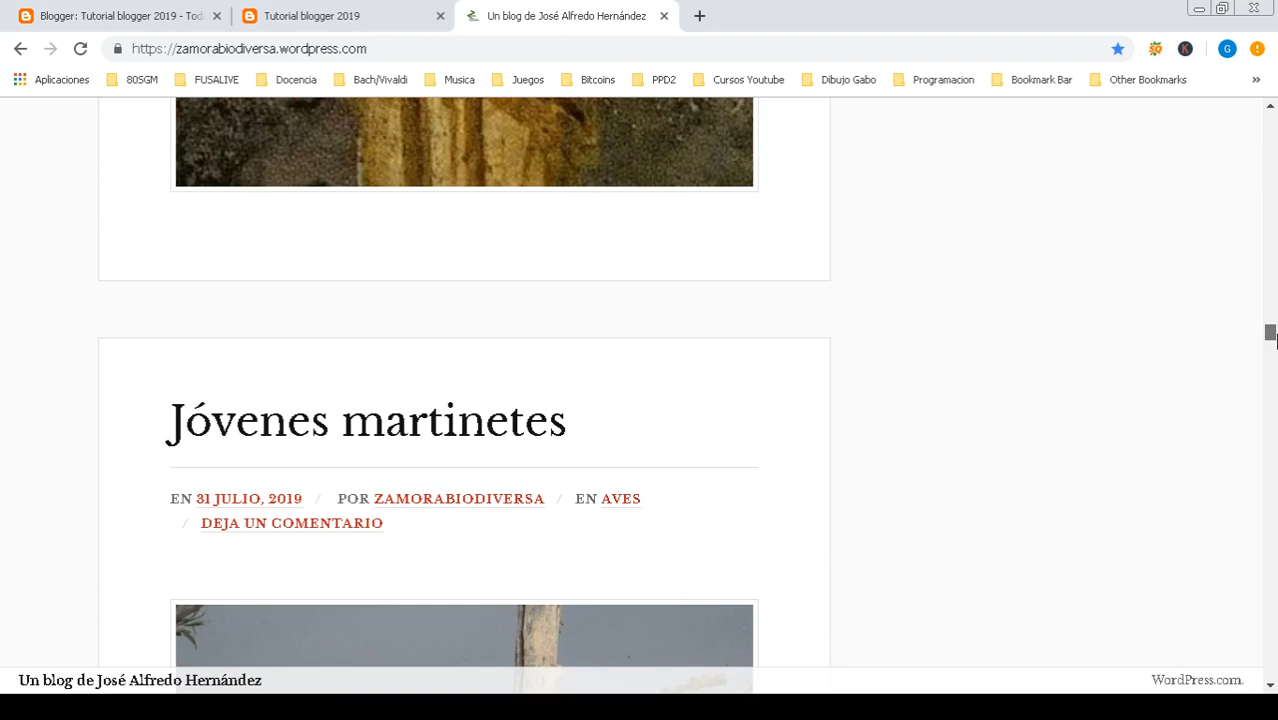 Blogger: Tutorial blogger 2019 - Tod
Tutorial blogger 2019
Un blog de José Alfredo Hernández
https://zamorabiodiversa.wordpress.com
G
Aplicaciones
80SGM
FUSALIVE
Docencia
Bach/Vivaldi
Musica
Juegos
Bitcoins
PPD2
Cursos Youtube
Dibujo Gabo
Programacion
Bookmark Bar
Other Bookmarks
»
Jóvenes martinetes
EN 31 JULIO, 2019 / POR ZAMORABIODIVERSA / EN AVES
/ DEJA UN COMENTARIO
Un blog de José Alfredo Hernández
WordPress.com.